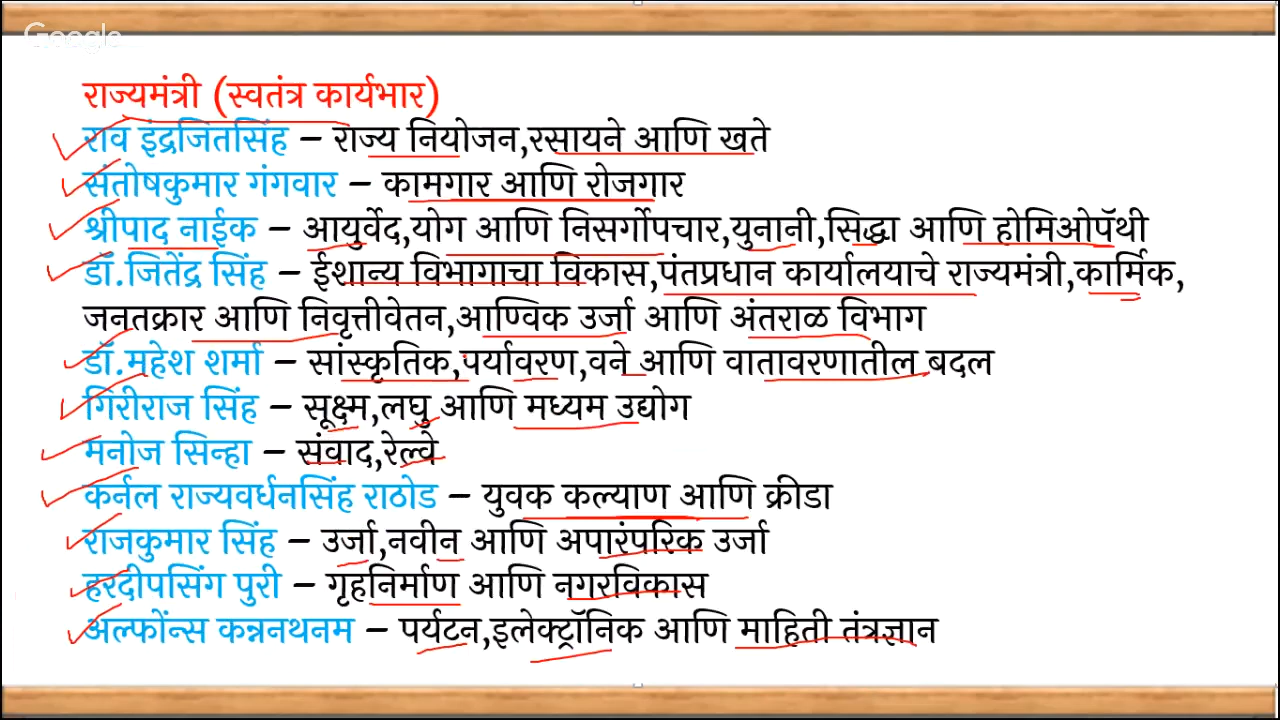 Google
राज्यमंत्री (स्वतंत्र कार्यभार)
राव इंद्रजितसिंह – राज्य नियोजन,रसायने आणि खते
संतोषकुमार गंगवार – कामगार आणि रोजगार
श्रीपाद नाईक – आयुर्वेद,योग आणि निसर्गोपचार,युनानी,सिद्धा आणि होमिओपॅथी
डॉ.जितेंद्र सिंह – ईशान्य विभागाचा विकास,पंतप्रधान कार्यालयाचे राज्यमंत्री,कार्मिक,
जनतक्रार आणि निवृत्तीवेतन,आण्विक उर्जा आणि अंतराळ विभाग
डॉ.महेश शर्मा – सांस्कृतिक,पर्यावरण,वने आणि वातावरणातील बदल
गिरीराज सिंह – सूक्ष्म,लघु आणि मध्यम उद्योग
मनोज सिन्हा – संवाद,रेल्वे
कर्नल राज्यवर्धनसिंह राठोड – युवक कल्याण आणि क्रीडा
राजकुमार सिंह – उर्जा,नवीन आणि अपारंपरिक उर्जा
हरदीपसिंग पुरी – गृहनिर्माण आणि नगरविकास
अल्फोंन्स कन्ननथनम – पर्यटन,इलेक्ट्रॉनिक आणि माहिती तंत्रज्ञान